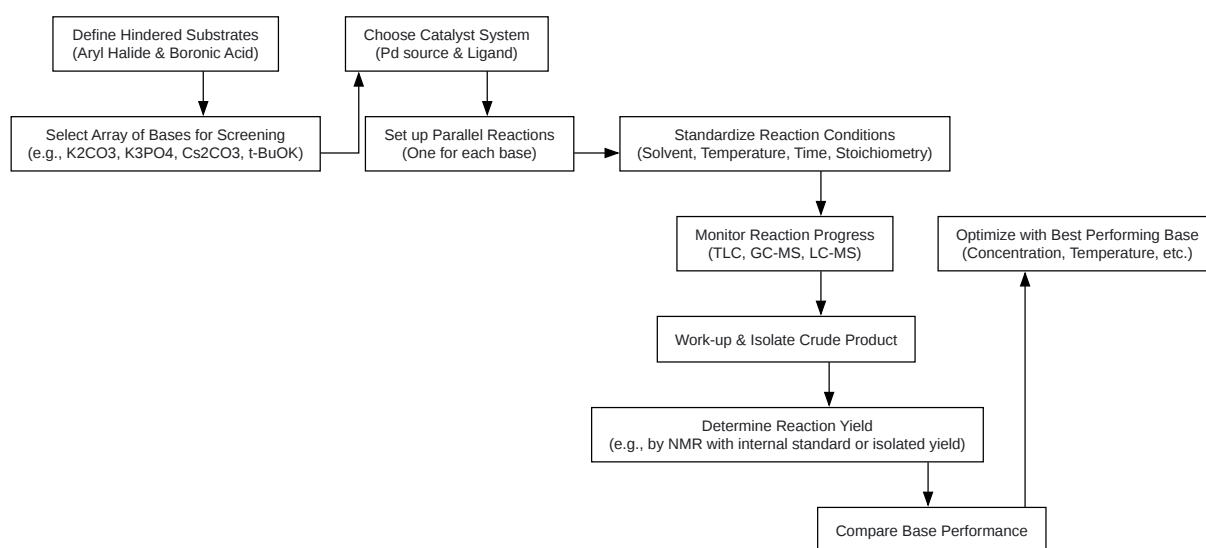 Define Hindered Substrates
(Aryl Halide & Boronic Acid)
Select Array of Bases for Screening
(e.g., K2CO3, K3PO4, Cs2CO3, t-BuOK)
Choose Catalyst System
(Pd source & Ligand)
Set up Parallel Reactions
(One for each base)
Standardize Reaction Conditions
(Solvent, Temperature, Time, Stoichiometry)
Monitor Reaction Progress
(TLC, GC-MS, LC-MS)
Work-up & Isolate Crude Product
Determine Reaction Yield
(e.g., by NMR with internal standard or isolated yield)
Compare Base Performance
Optimize with Best Performing Base
(Concentration, Temperature, etc.)